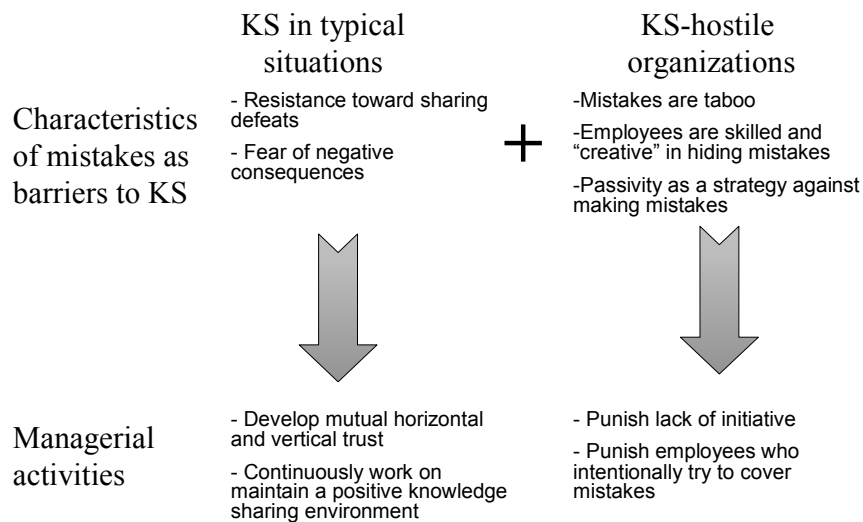 KS in typical
situations
KS-hostile
organizations
Characteristics
of mistakes as
barriers to KS
- Resistance toward sharing
defeats
- Fear of negative
consequences
+
-Mistakes are taboo
-Employees are skilled and
“creative” in hiding mistakes
-Passivity as a strategy against
making mistakes
Managerial
activities
- Develop mutual horizontal
and vertical trust
- Continuously work on
maintain a positive knowledge
sharing environment
- Punish lack of initiative
- Punish employees who
intentionally try to cover
mistakes